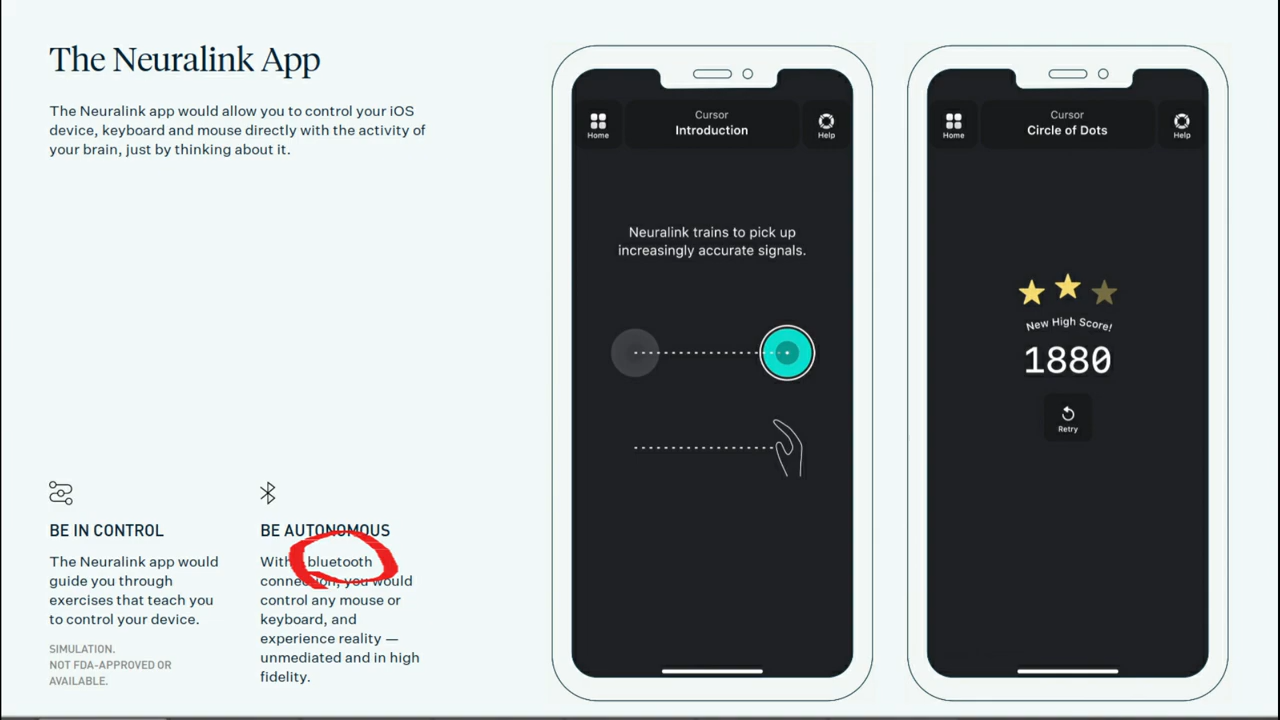 The Neuralink App
The Neuralink app would allow you to control your iOS
device, keyboard and mouse directly with the activity of
your brain, just by thinking about it.
BE IN CONTROL
The Neuralink app would
guide you through
exercises that teach you
to control your device.
SIMULATION.
NOT FDA-APPROVED OR
AVAILABLE.
BE AUTONOMOUS
With bluetooth
connection, you would
control any mouse or
keyboard, and
experience reality —
unmediated and in high
fidelity.
Home
Cursor
Introduction
Help
Neuralink trains to pick up
increasingly accurate signals.
Home
Cursor
Circle of Dots
Help
New High Score!
1880
Retry